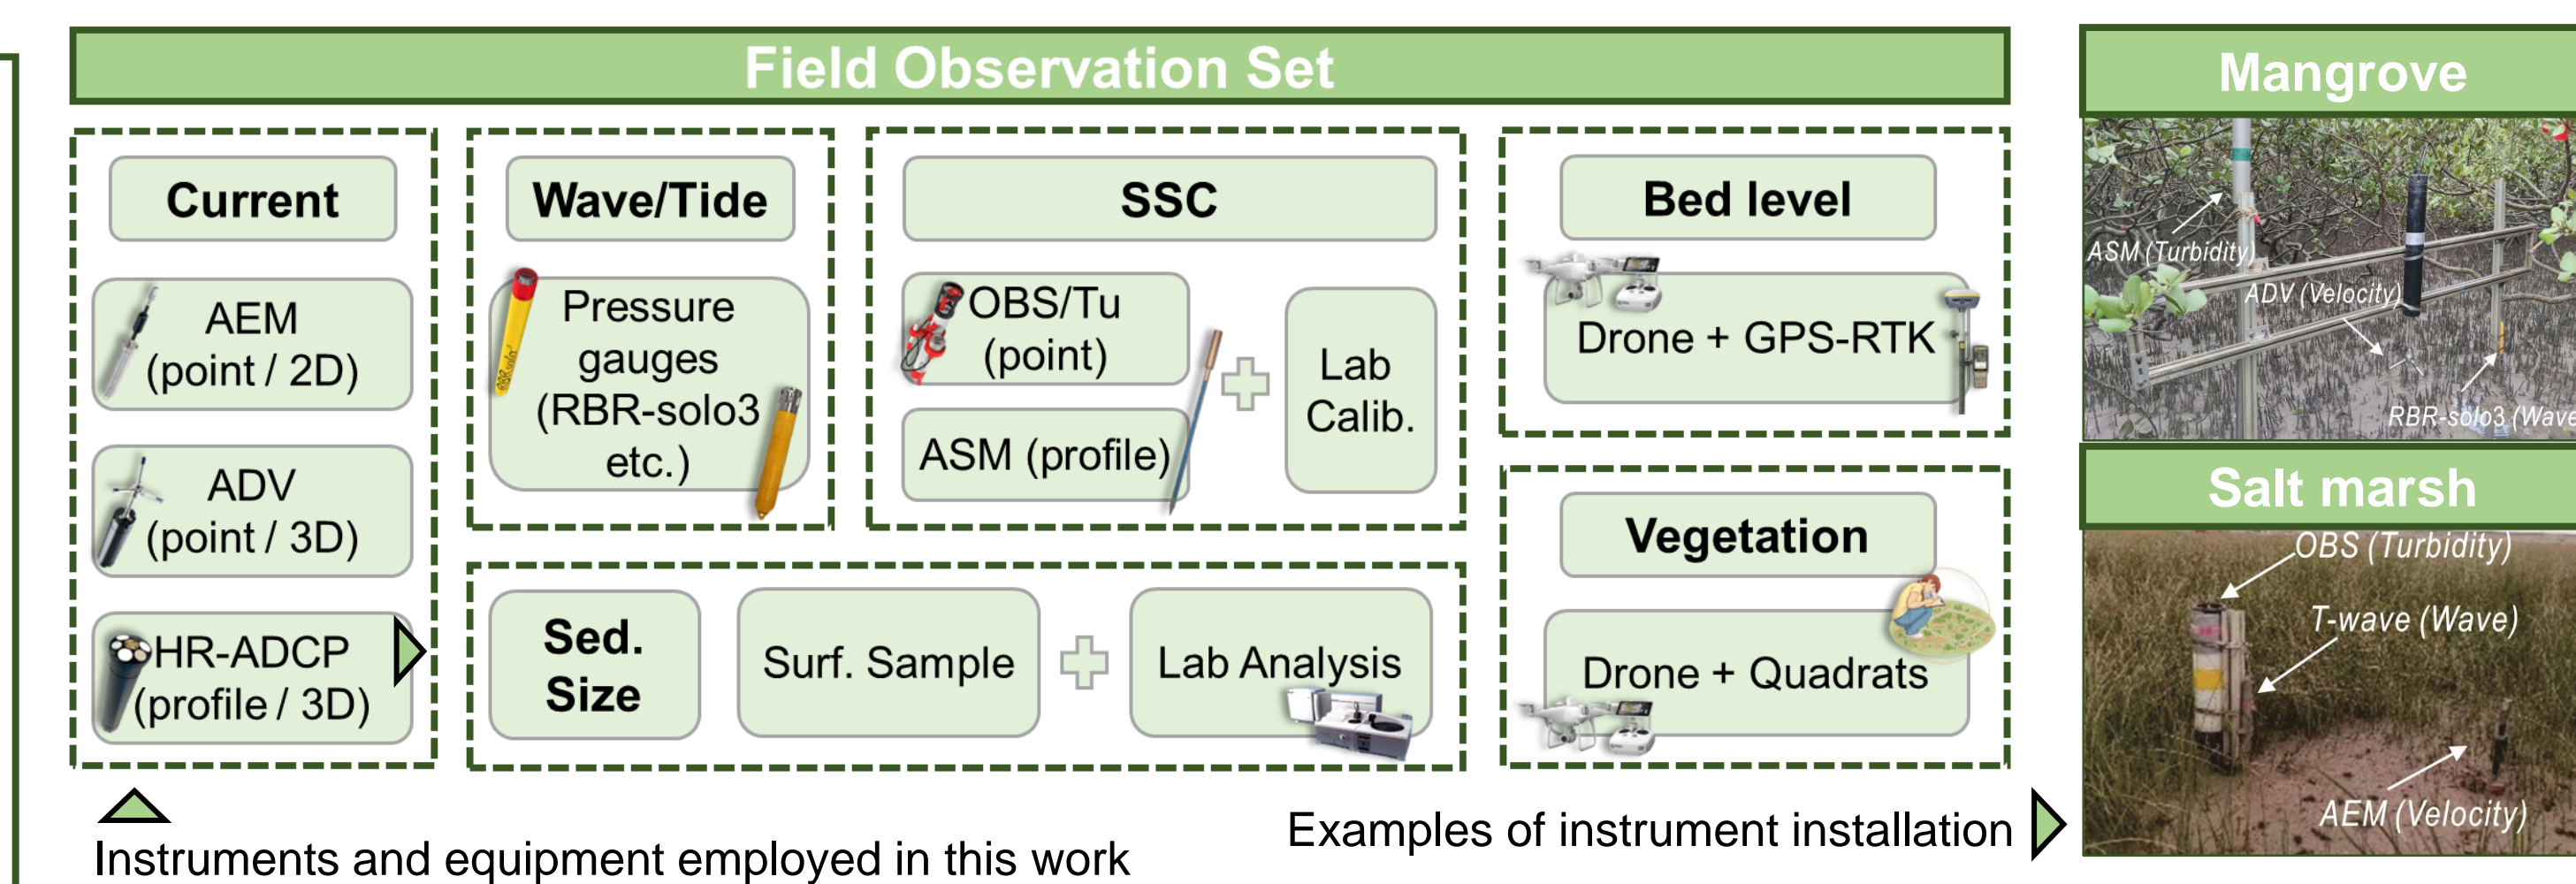 Field Observation Set
Current
AEM
(point / 2D)
ADV
(point / 3D)
HR-ADCP
(profile / 3D)
Wave/Tide
Pressure
gauges
(RBR-solo3
etc.)
SSC
OBS/Tu
(point)
ASM (profile)
Lab
Calib.
Sed.
Size
Surf. Sample
Lab Analysis
Bed level
Drone + GPS-RTK
Vegetation
Drone + Quadrats
Instruments and equipment employed in this work
Examples of instrument installation
Mangrove
ASM (Turbidity)
ADV (Velocity)
RBR-solo3 (Wave
Salt marsh
OBS (Turbidity)
T-wave (Wave)
AEM (Velocity)